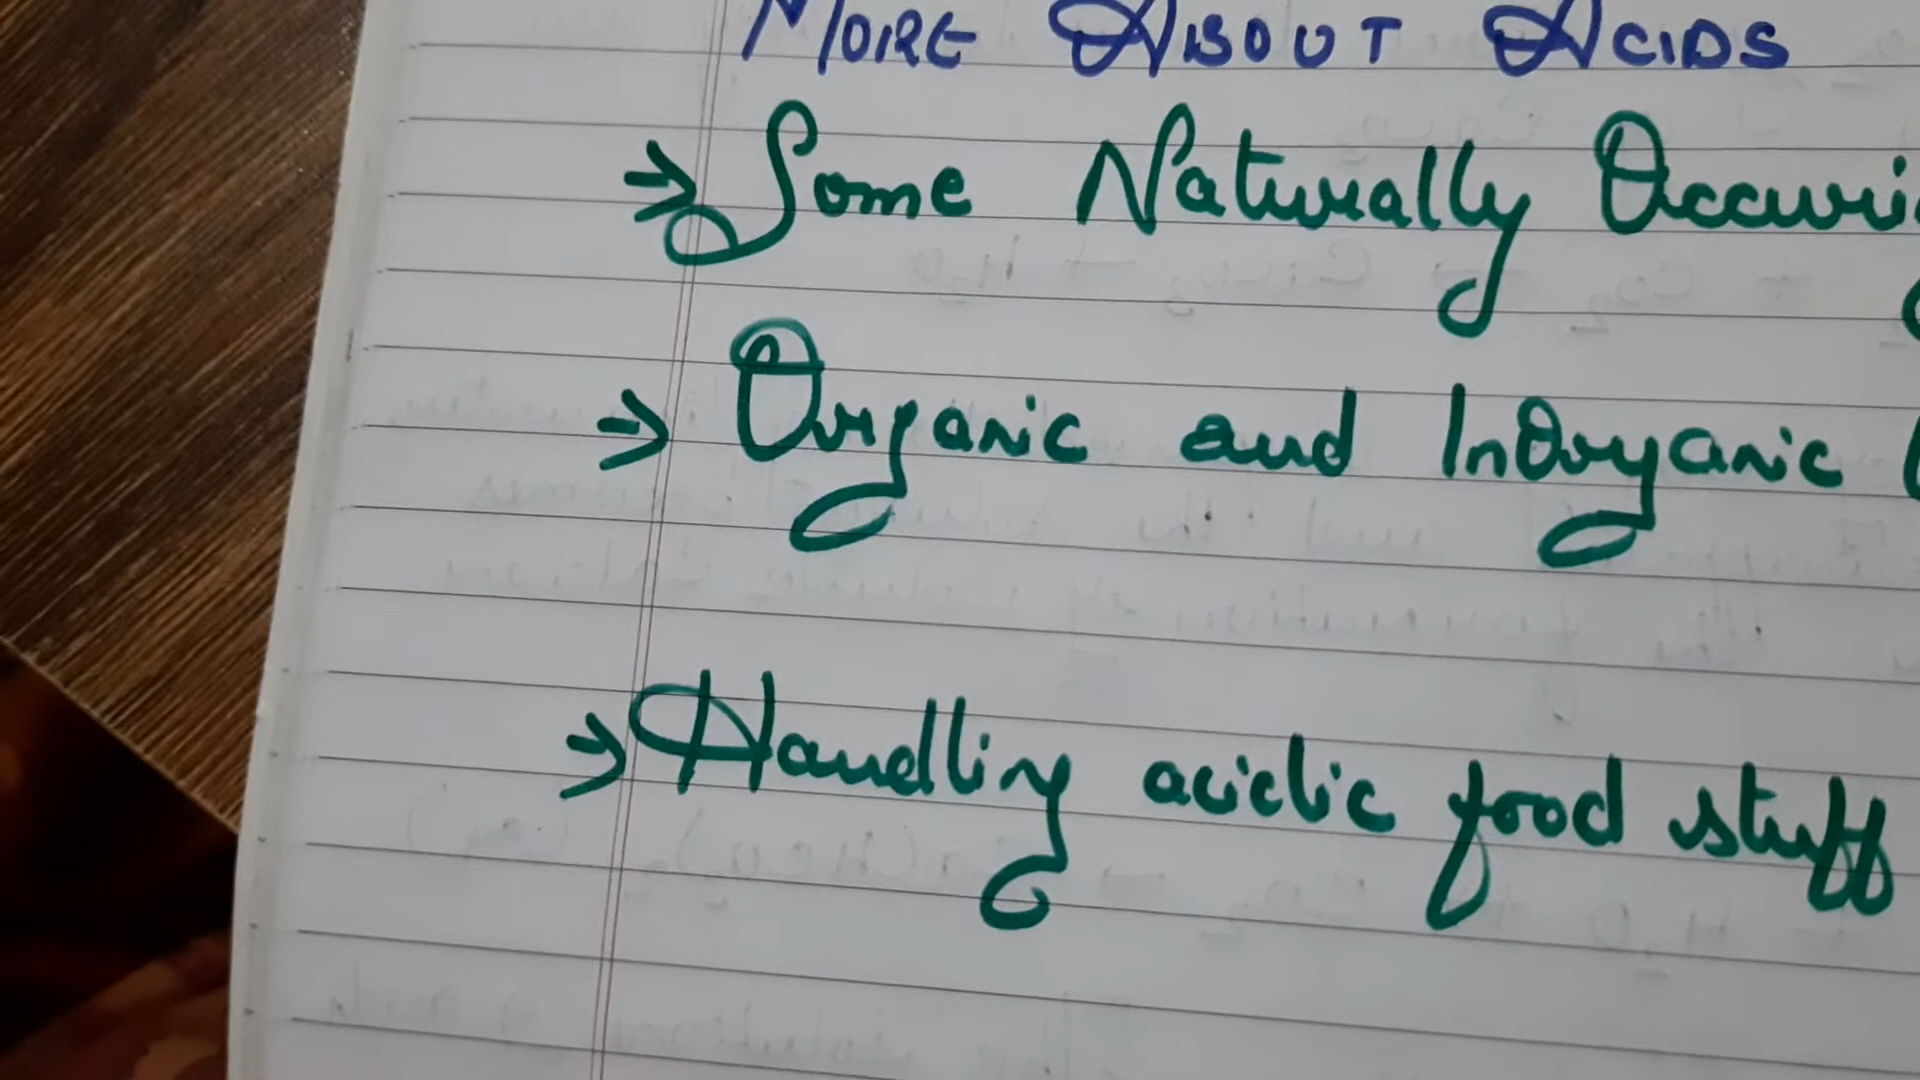 MORE ABOUT ACIDS
→ Some Naturally
→ Organic and InOrganic
→ Handling acidic food stuff